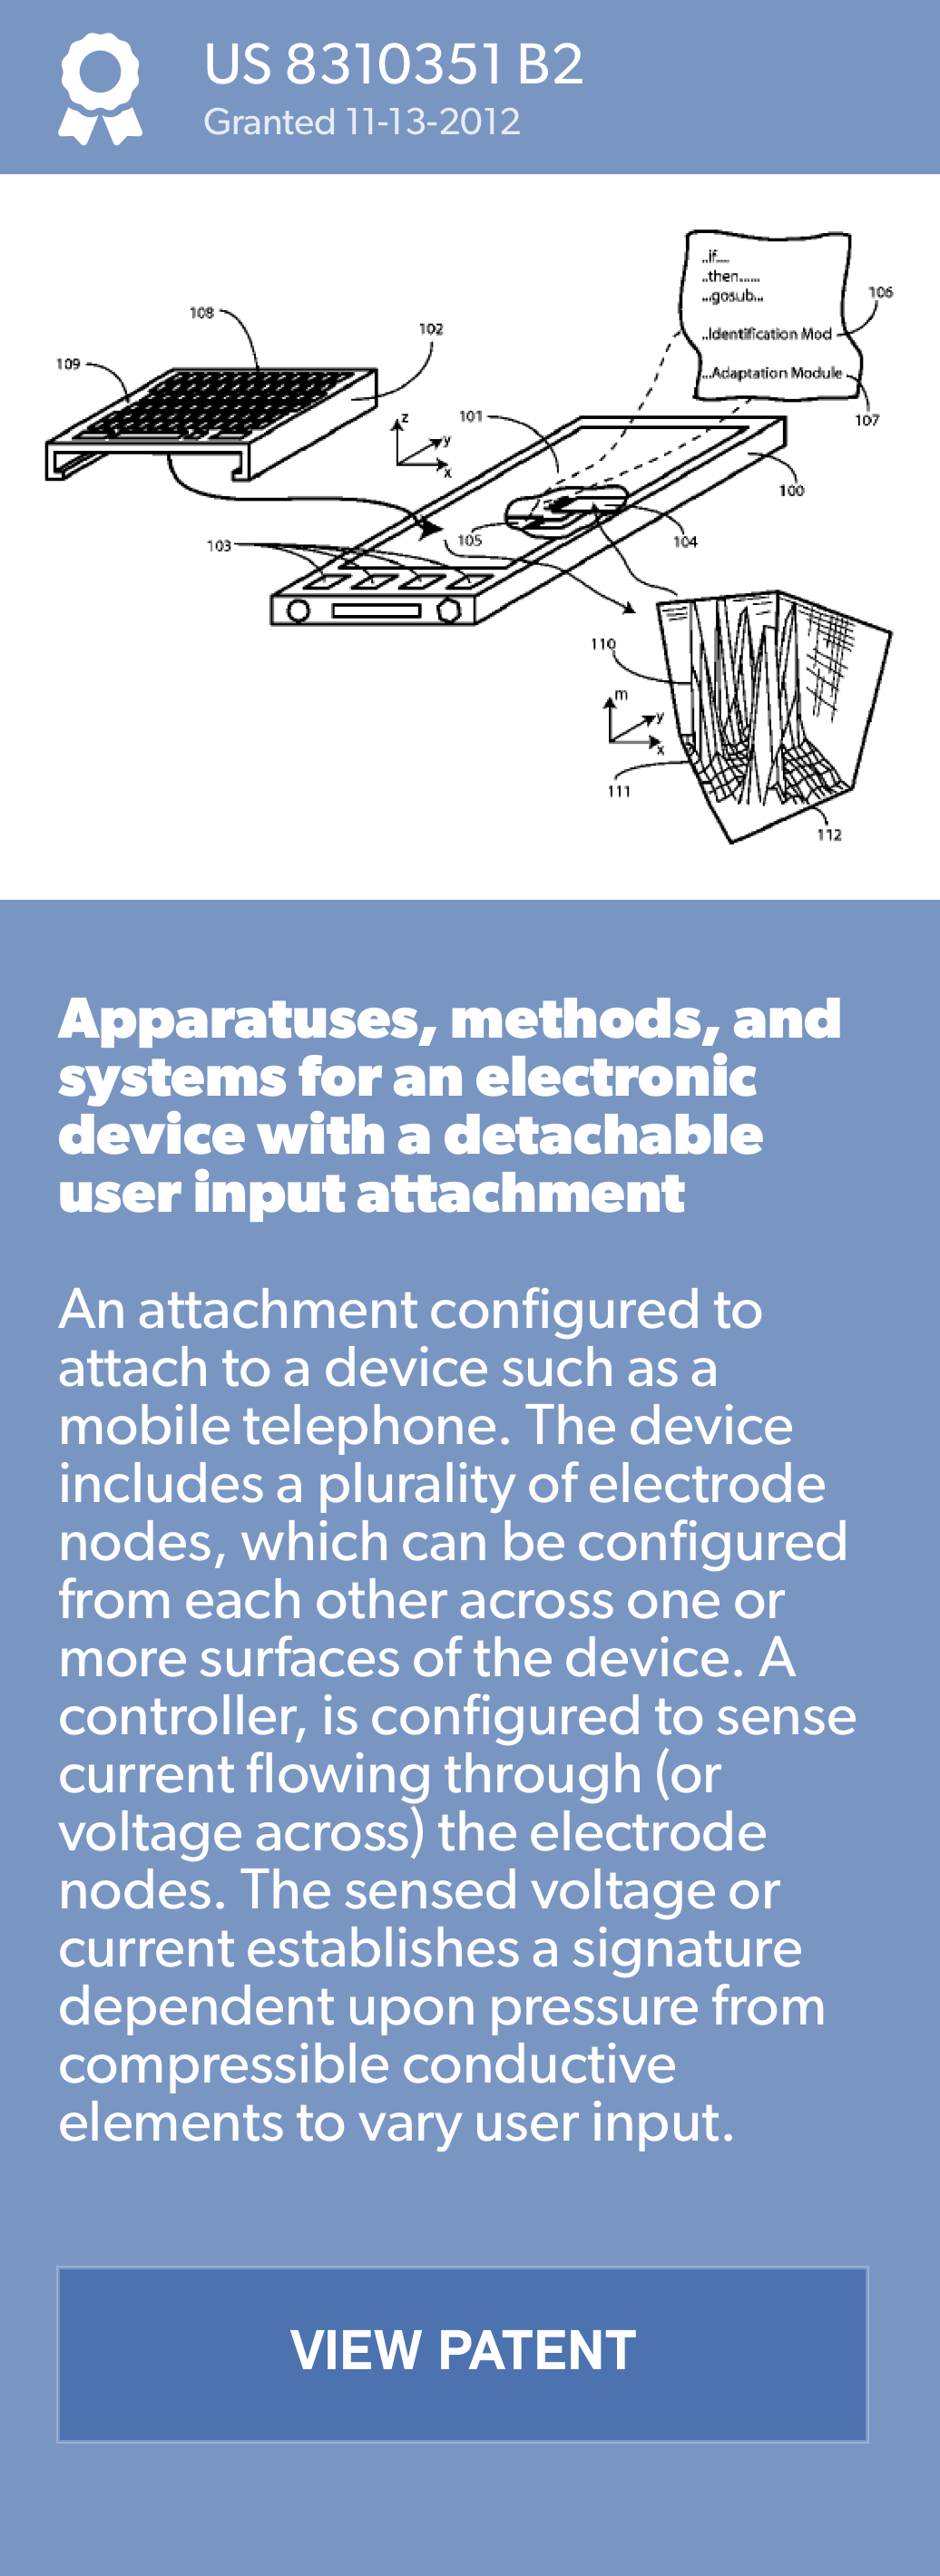 US 8310351 B2
Granted 11-13-2012
..if....
..then......
...gosub...
..Identification Mod
...Adaptation Module
106
107
108
109
102
z
y
x
101
100
105
104
103
110
m
y
x
111
112
Apparatuses, methods, and
systems for an electronic
device with a detachable
user input attachment
An attachment configured to
attach to a device such as a
mobile telephone. The device
includes a plurality of electrode
nodes, which can be configured
from each other across one or
more surfaces of the device. A
controller, is configured to sense
current flowing through (or
voltage across) the electrode
nodes. The sensed voltage or
current establishes a signature
dependent upon pressure from
compressible conductive
elements to vary user input.
VIEW PATENT